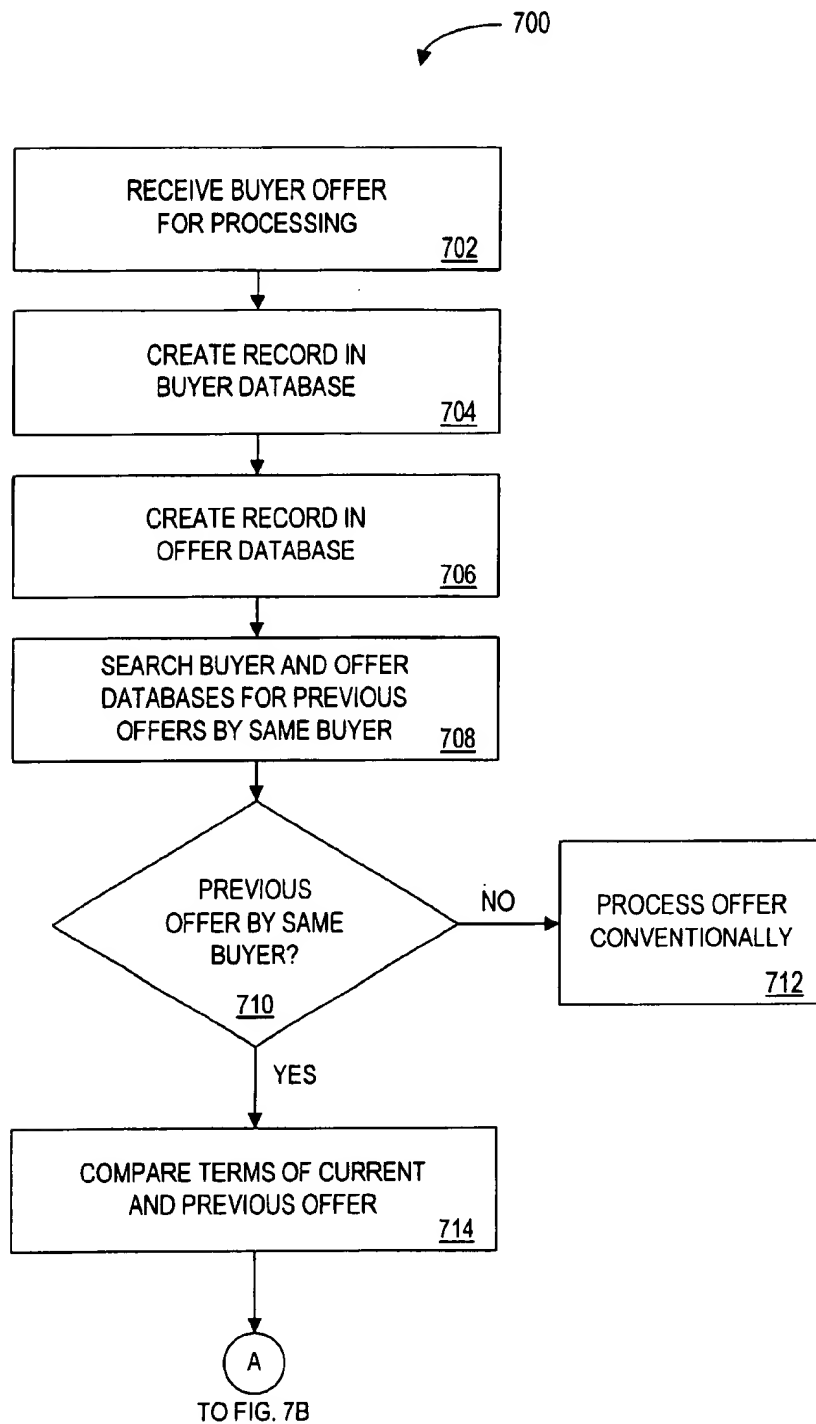 700
RECEIVE BUYER OFFER
FOR PROCESSING
702
CREATE RECORD IN
BUYER DATABASE
704
CREATE RECORD IN
OFFER DATABASE
706
SEARCH BUYER AND OFFER
DATABASES FOR PREVIOUS
OFFERS BY SAME BUYER
708
PREVIOUS
OFFER BY SAME
BUYER?
710
NO
PROCESS OFFER
CONVENTIONALLY
712
YES
COMPARE TERMS OF CURRENT
AND PREVIOUS OFFER
714
A
TO FIG. 7B